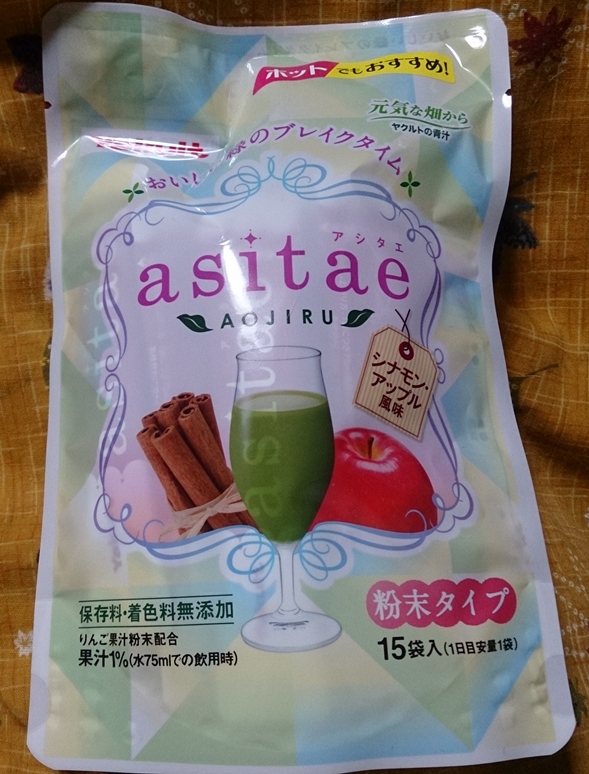 ホットでもおすすめ!
元気な畑から
ヤクルトの青汁
のブレイクタイム
アシタエ
asitae
AOJIRU
シナモン・
アップル
風味
保存料・着色料無添加
りんご果汁粉末配合
果汁1%(水75mlでの飲用時)
粉末タイプ
15袋入(1日目安量1袋)